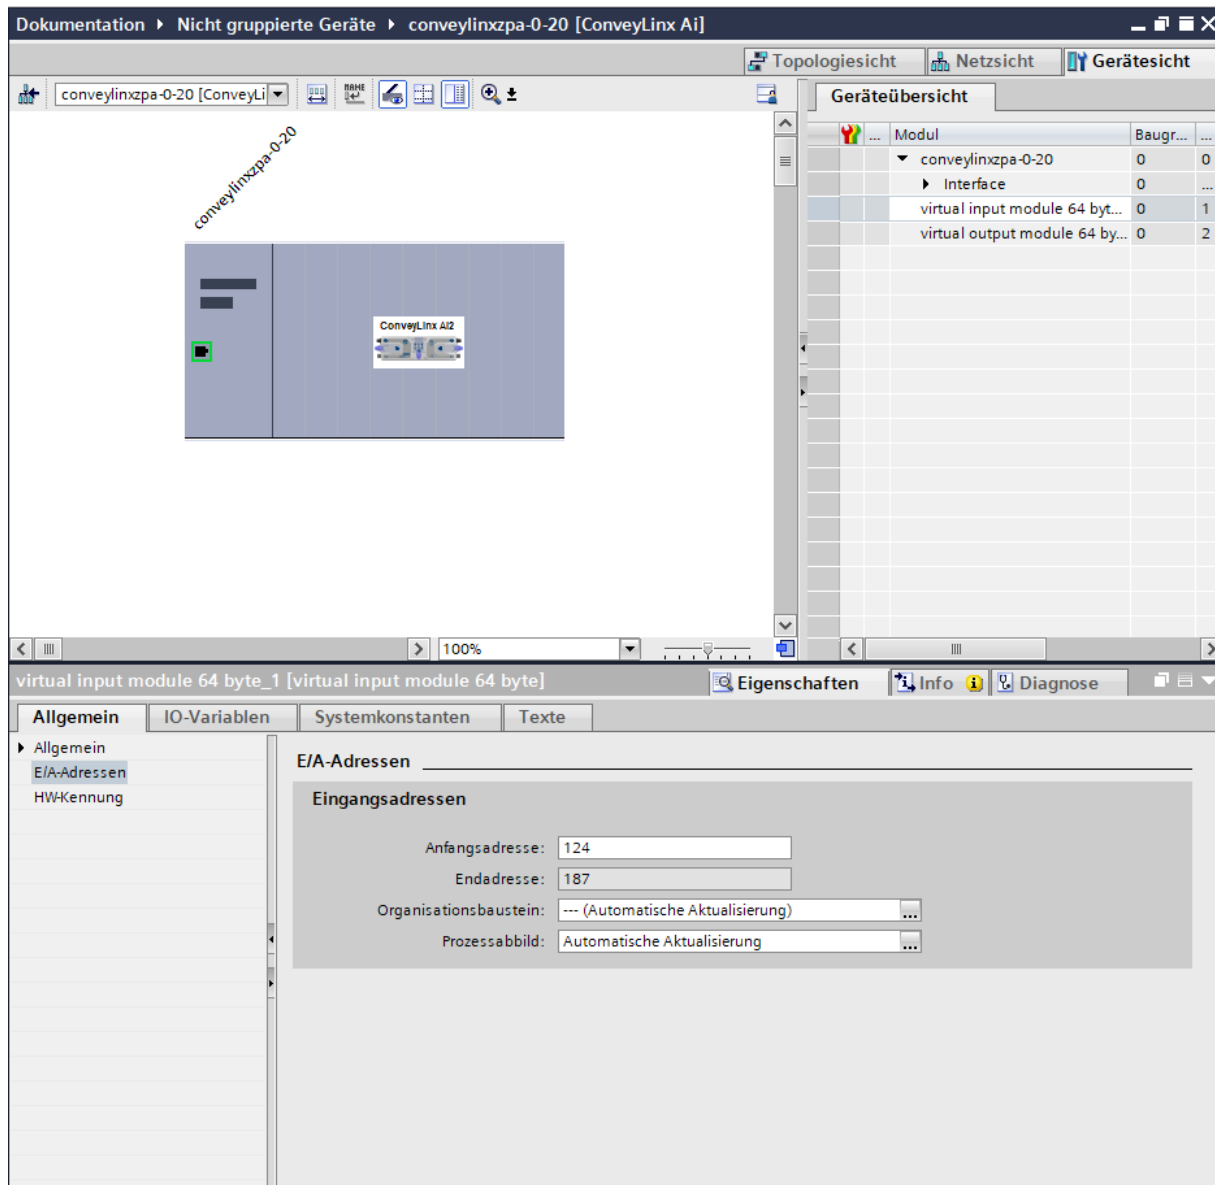 Dokumentation ▸ Nicht gruppierte Geräte ▸ conveylinxzpa-0-20 [ConveyLinx Ai]
Topologiesicht Netzsicht Gerätesicht
conveylinxzpa-0-20 [ConveyLi
Geräteübersicht
... Modul Baugr... ...
conveylinxzpa-0-20 0 0
Interface 0 ...
virtual input module 64 byt... 0 1
virtual output module 64 by... 0 2
conveylinxzpa-0-20
ConveyLinx Ai2
100%
virtual input module 64 byte_1 [virtual input module 64 byte]
Eigenschaften Info Diagnose
Allgemein IO-Variablen Systemkonstanten Texte
Allgemein
E/A-Adressen
HW-Kennung
E/A-Adressen
Eingangsadressen
Anfangsadresse: 124
Endadresse: 187
Organisationsbaustein: --- (Automatische Aktualisierung) ...
Prozessabbild: Automatische Aktualisierung ...